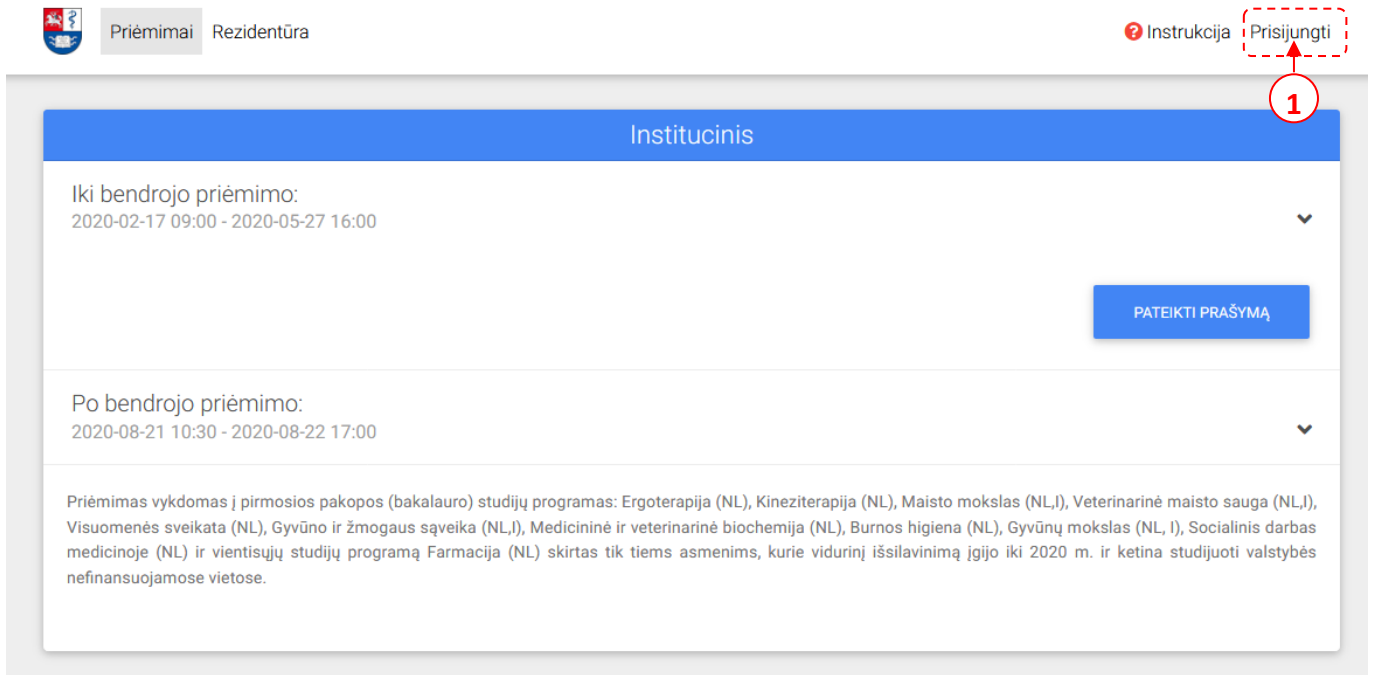 Priėmimai Rezidentūra ? Instrukcija Prisijungti
1
Institucinis
Iki bendrojo priėmimo:
2020-02-17 09:00 - 2020-05-27 16:00
PATEIKTI PRAŠYMĄ
Po bendrojo priėmimo:
2020-08-21 10:30 - 2020-08-22 17:00
Priėmimas vykdomas į pirmosios pakopos (bakalauro) studijų programas: Ergoterapija (NL), Kineziterapija (NL), Maisto mokslas (NL,I), Veterinarinė maisto sauga (NL,I),
Visuomenės sveikata (NL), Gyvūno ir žmogaus sąveika (NL,I), Medicininė ir veterinarinė biochemija (NL), Burnos higiena (NL), Gyvūnų mokslas (NL, I), Socialinis darbas
medicinoje (NL) ir vientisųjų studijų programą Farmacija (NL) skirtas tik tiems asmenims, kurie vidurinį išsilavinimą įgijo iki 2020 m. ir ketina studijuoti valstybės
nefinansuojamose vietose.